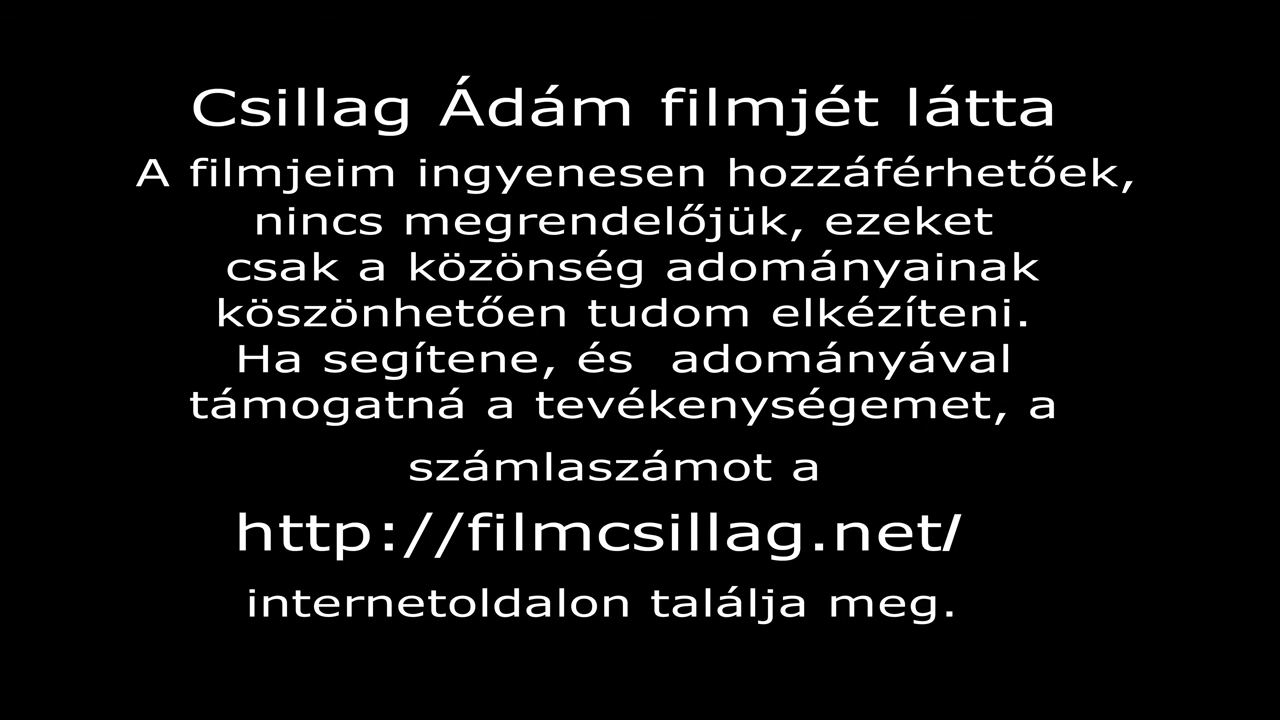 Csillag Ádám filmjét látta
A filmjeim ingyenesen hozzáférhetőek,
nincs megrendelőjük, ezeket
csak a közönség adományainak
köszönhetően tudom elkézíteni.
Ha segítene, és  adományával
támogatná a tevékenységemet, a
számlaszámot a
http://filmcsillag.net/
internetoldalon találja meg.